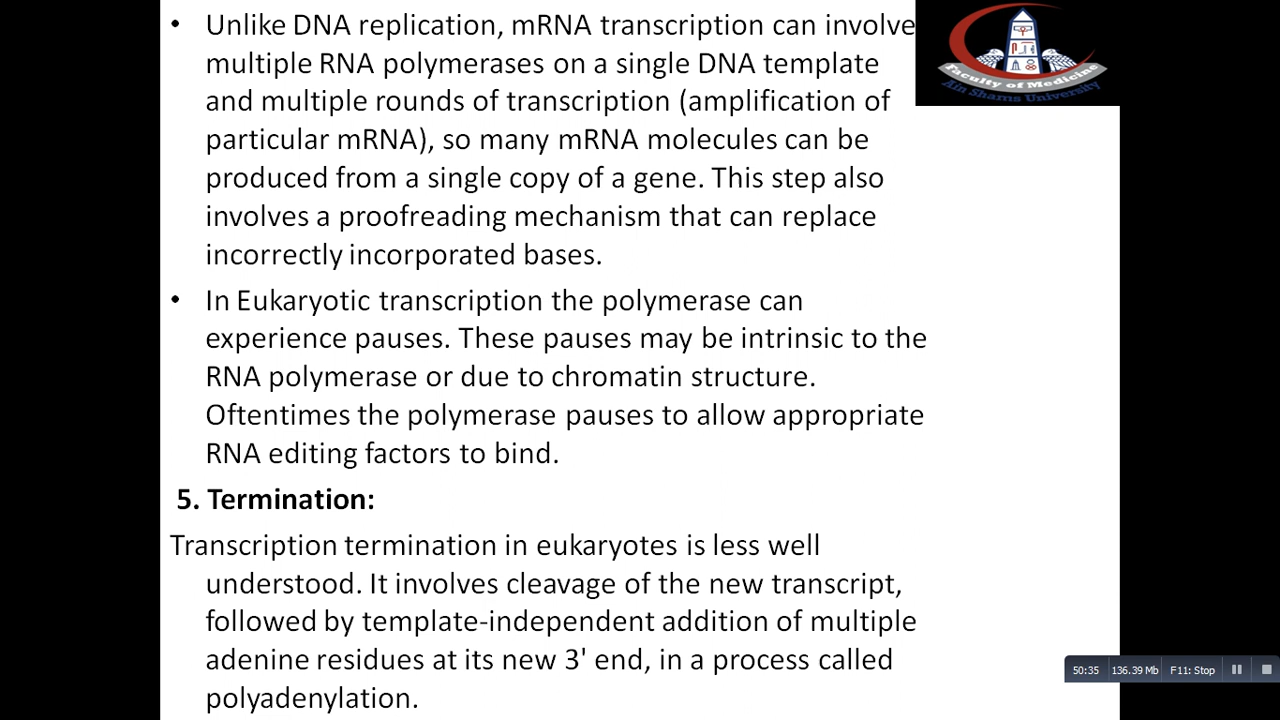 • Unlike DNA replication, mRNA transcription can involve
multiple RNA polymerases on a single DNA template
and multiple rounds of transcription (amplification of
particular mRNA), so many mRNA molecules can be
produced from a single copy of a gene. This step also
involves a proofreading mechanism that can replace
incorrectly incorporated bases.
• In Eukaryotic transcription the polymerase can
experience pauses. These pauses may be intrinsic to the
RNA polymerase or due to chromatin structure.
Oftentimes the polymerase pauses to allow appropriate
RNA editing factors to bind.
5. Termination:
Transcription termination in eukaryotes is less well
understood. It involves cleavage of the new transcript,
followed by template-independent addition of multiple
adenine residues at its new 3' end, in a process called
polyadenylation.
Faculty of Medicine
Ain Shams University
50:35 136.39 Mb F11: Stop